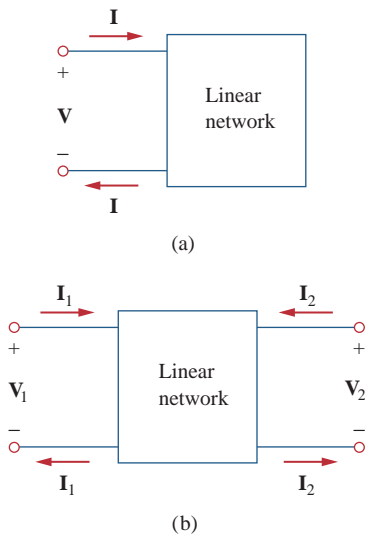 I
+
V
Linear
network
−
I
(a)
I₁
I₂
+
+
Linear
network
V₁
V₂
−
−
I₁
I₂
(b)